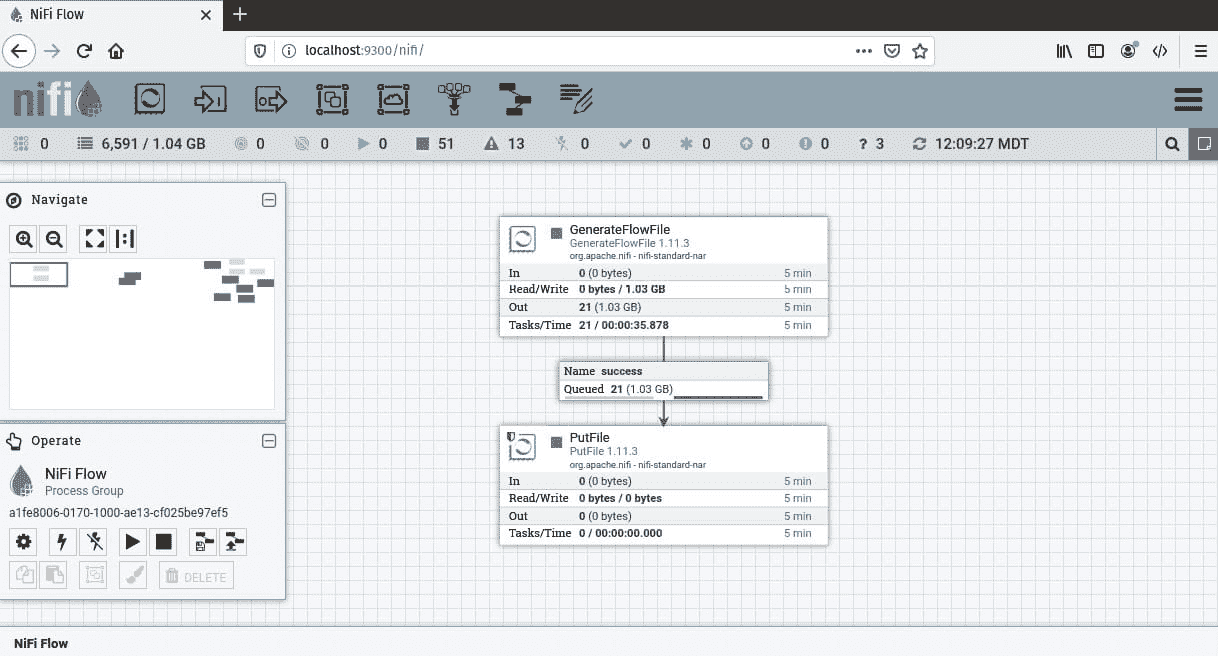 NiFi Flow
localhost:9300/nifi/
nifi
0 6,591 / 1.04 GB 0 0 0 51 13 0 0 0 0 0 ? 3 12:09:27 MDT
Navigate
Operate
NiFi Flow
Process Group
a1fe8006-0170-1000-ae13-cf025be97ef5
DELETE
GenerateFlowFile
GenerateFlowFile 1.11.3
org.apache.nifi - nifi-standard-nar
In 0 (0 bytes) 5 min
Read/Write 0 bytes / 1.03 GB 5 min
Out 21 (1.03 GB) 5 min
Tasks/Time 21 / 00:00:35.878 5 min
Name success
Queued 21 (1.03 GB)
PutFile
PutFile 1.11.3
org.apache.nifi - nifi-standard-nar
In 0 (0 bytes) 5 min
Read/Write 0 bytes / 0 bytes 5 min
Out 0 (0 bytes) 5 min
Tasks/Time 0 / 00:00:00.000 5 min
NiFi Flow